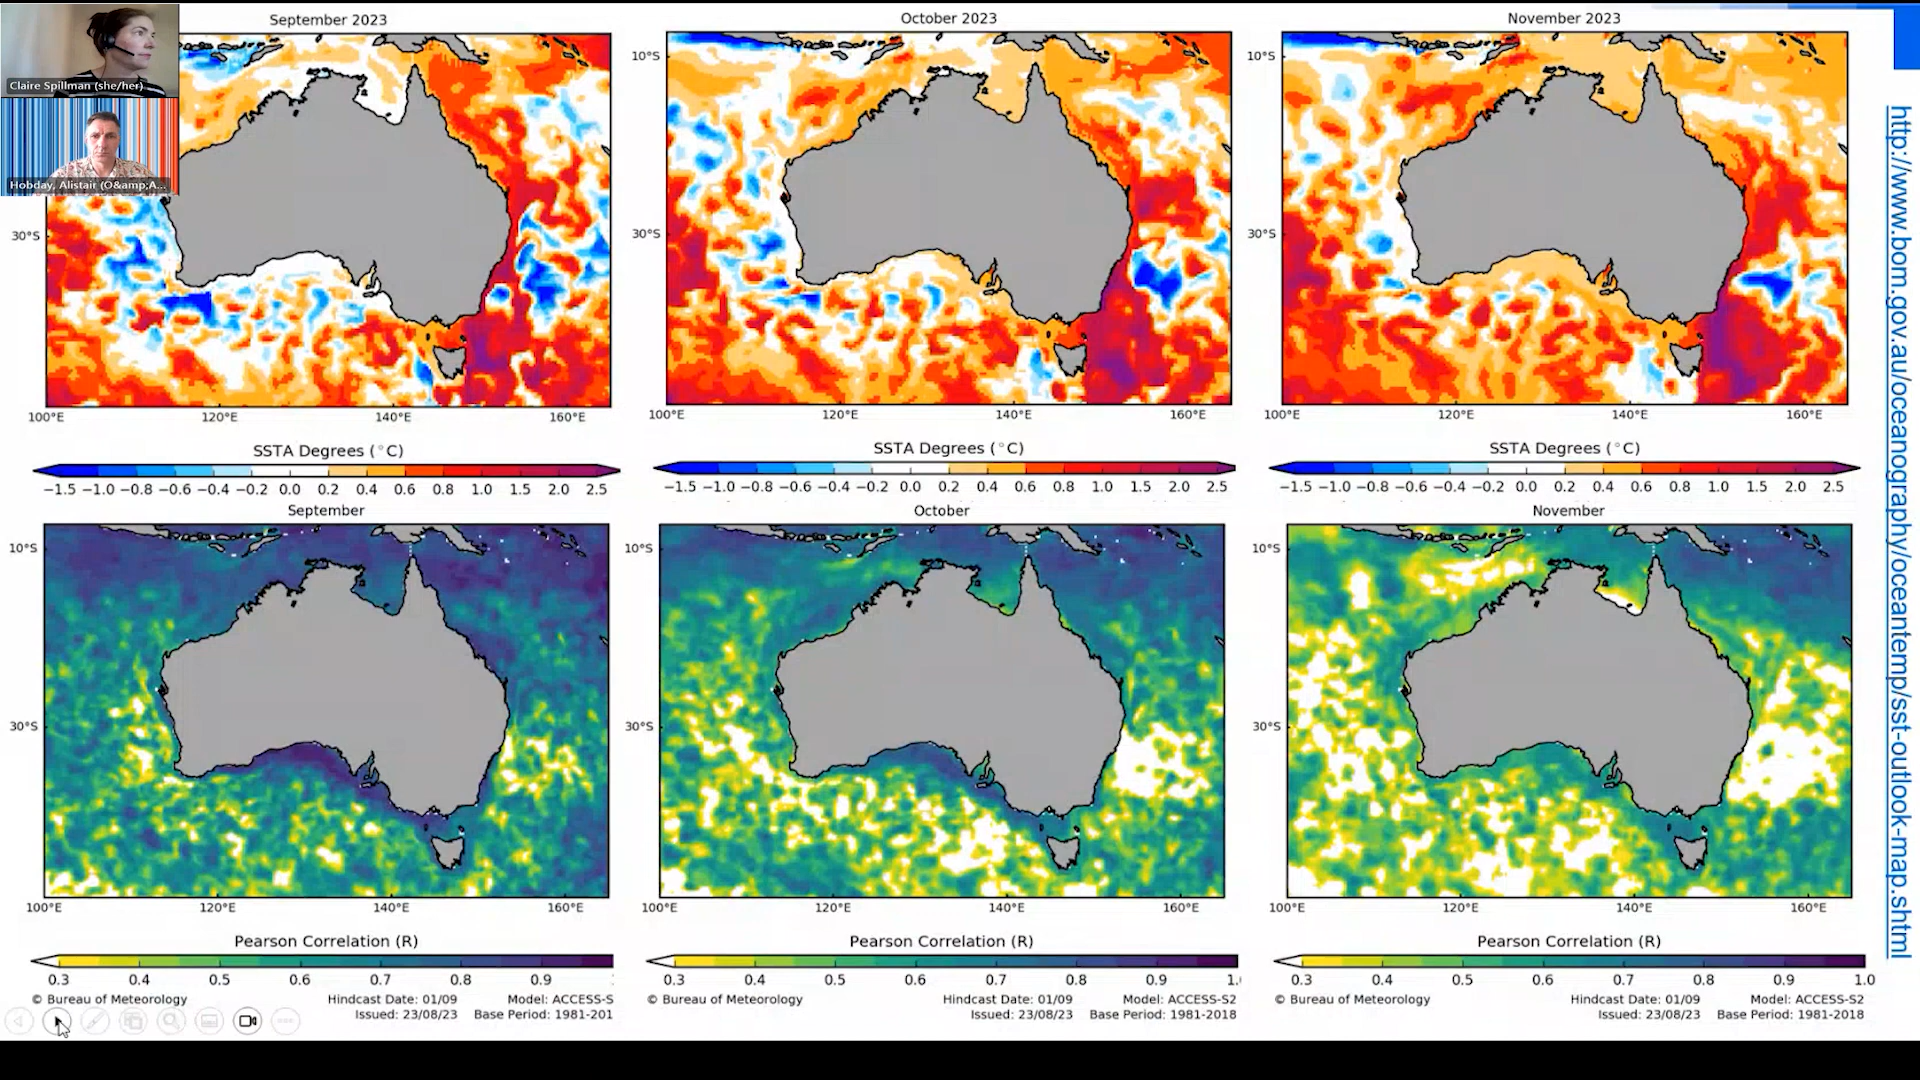 September 2023
October 2023
November 2023
Claire Spillman (she/her)
Hobday, Alistair (O&amp;A...
30°S
100°E 120°E 140°E 160°E
10°S
30°S
100°E 120°E 140°E 160°E
10°S
30°S
100°E 120°E 140°E 160°E
SSTA Degrees (°C)
−1.5 −1.0 −0.8 −0.6 −0.4 −0.2 0.0 0.2 0.4 0.6 0.8 1.0 1.5 2.0 2.5
SSTA Degrees (°C)
−1.5 −1.0 −0.8 −0.6 −0.4 −0.2 0.0 0.2 0.4 0.6 0.8 1.0 1.5 2.0 2.5
SSTA Degrees (°C)
−1.5 −1.0 −0.8 −0.6 −0.4 −0.2 0.0 0.2 0.4 0.6 0.8 1.0 1.5 2.0 2.5
September
10°S
30°S
100°E 120°E 140°E 160°E
Pearson Correlation (R)
0.3 0.4 0.5 0.6 0.7 0.8 0.9
© Bureau of Meteorology Hindcast Date: 01/09 Model: ACCESS-S
Issued: 23/08/23 Base Period: 1981-201
October
10°S
30°S
100°E 120°E 140°E 160°E
Pearson Correlation (R)
0.3 0.4 0.5 0.6 0.7 0.8 0.9 1.
© Bureau of Meteorology Hindcast Date: 01/09 Model: ACCESS-S2
Issued: 23/08/23 Base Period: 1981-2018
November
10°S
30°S
100°E 120°E 140°E 160°E
Pearson Correlation (R)
0.3 0.4 0.5 0.6 0.7 0.8 0.9 1.0
© Bureau of Meteorology Hindcast Date: 01/09 Model: ACCESS-S2
Issued: 23/08/23 Base Period: 1981-2018
http://www.bom.gov.au/oceanography/oceantemp/sst-outlook-map.shtml